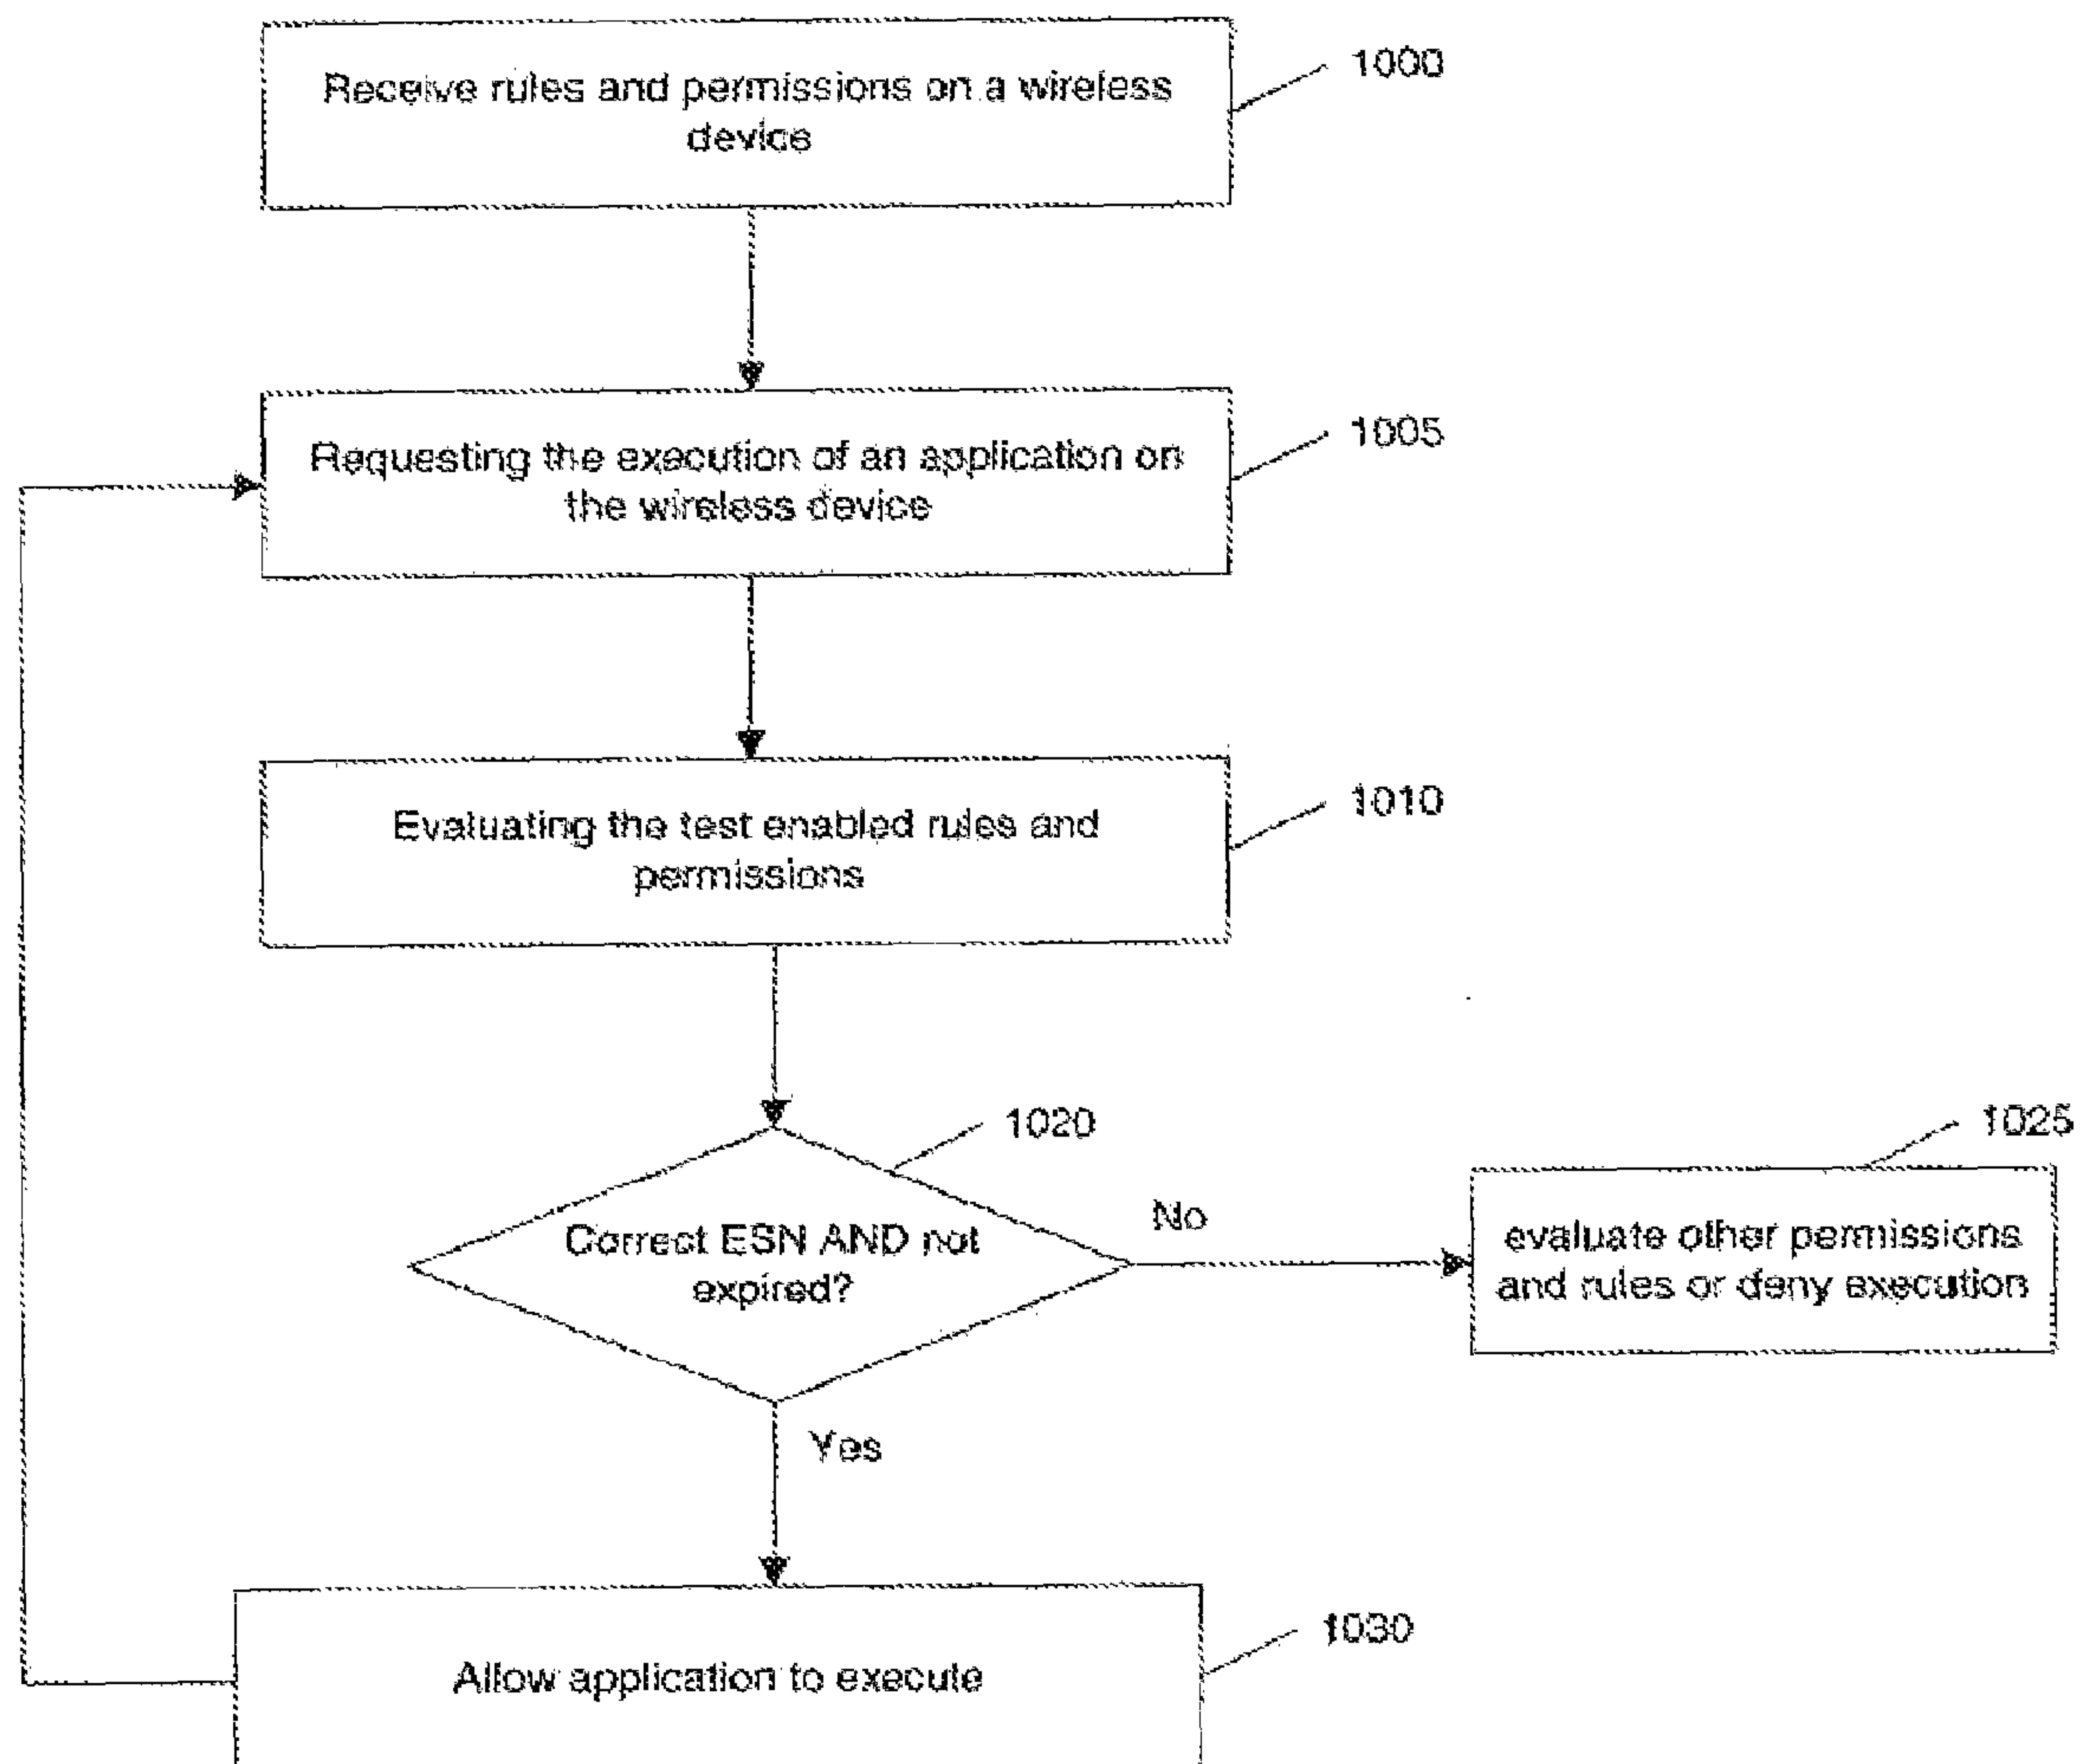 Receive rules and permissions on a wireless
device
1000
Requesting the execution of an application on
the wireless device
1005
Evaluating the test enabled rules and
permissions
1010
Correct ESN AND not
expired?
1020
No
evaluate other permissions
and rules or deny execution
1025
Yes
Allow application to execute
1030